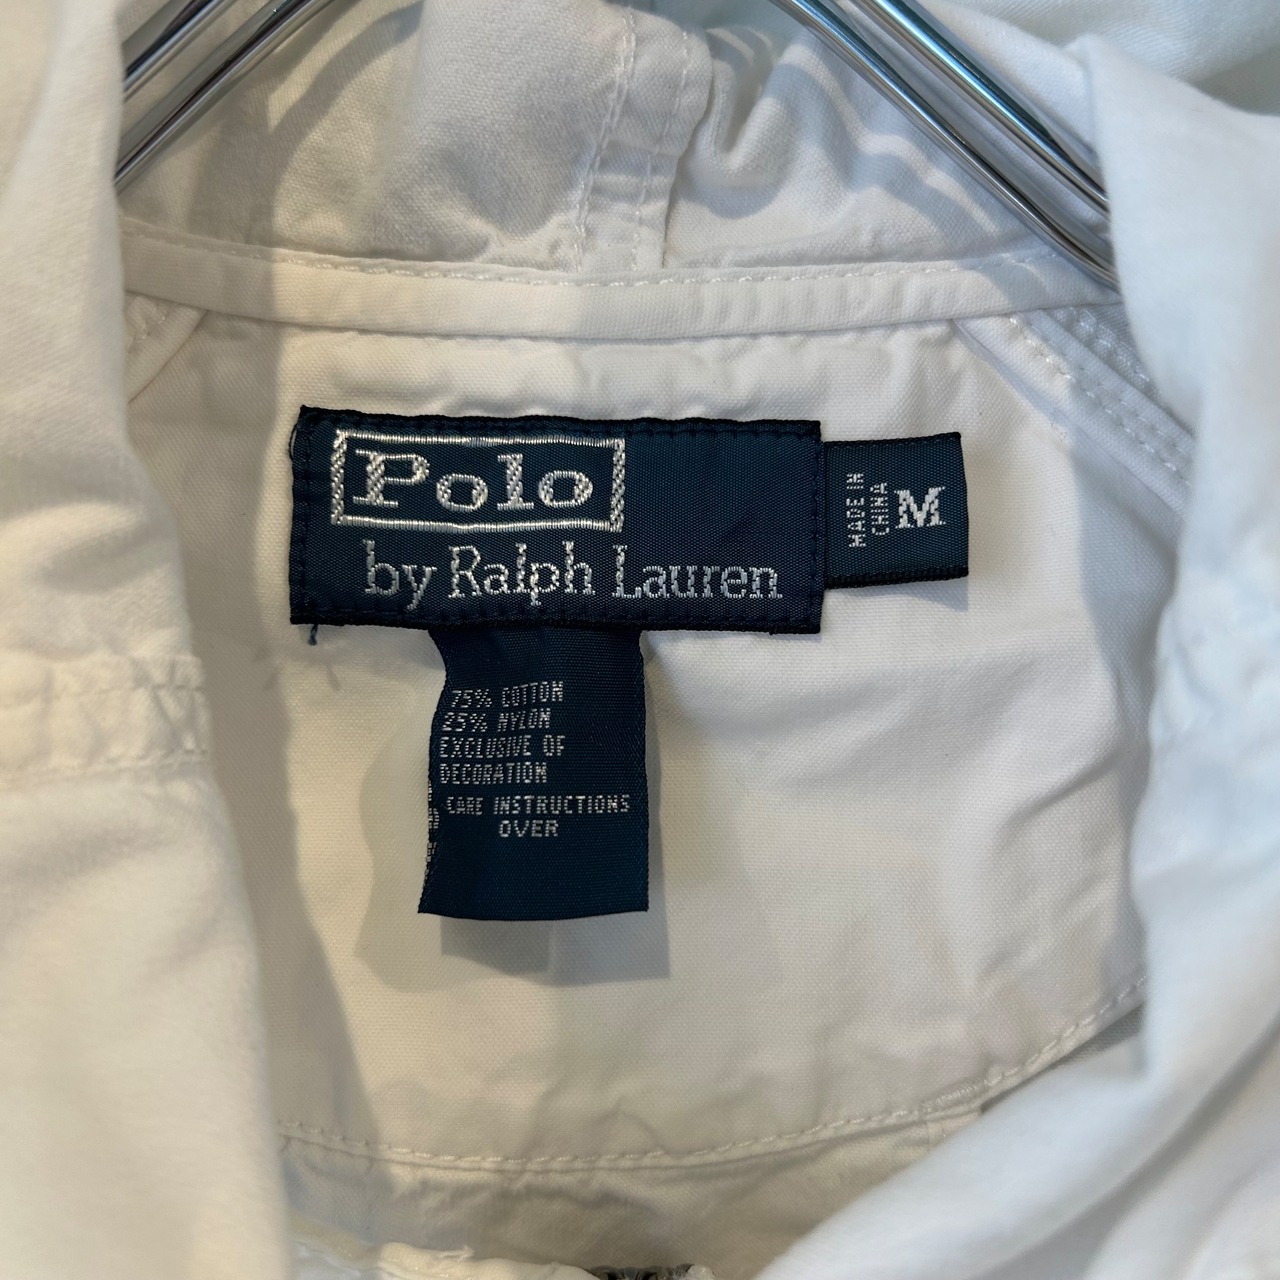 Polo
by Ralph Lauren
MADE IN
CHINA
M
75% COTTON
25% NYLON
EXCLUSIVE OF
DECORATION
CARE INSTRUCTIONS
OVER